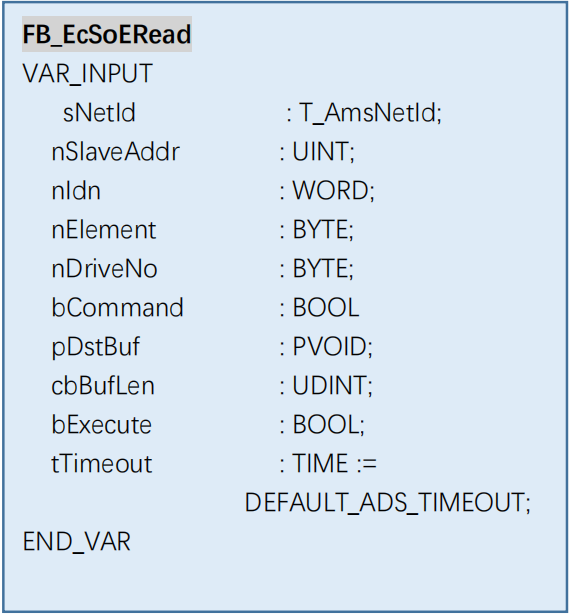 FB_EcSoERead
VAR_INPUT
sNetId : T_AmsNetId;
nSlaveAddr : UINT;
nIdn : WORD;
nElement : BYTE;
nDriveNo : BYTE;
bCommand : BOOL
pDstBuf : PVOID;
cbBufLen : UDINT;
bExecute : BOOL;
tTimeout : TIME :=
DEFAULT_ADS_TIMEOUT;
END_VAR